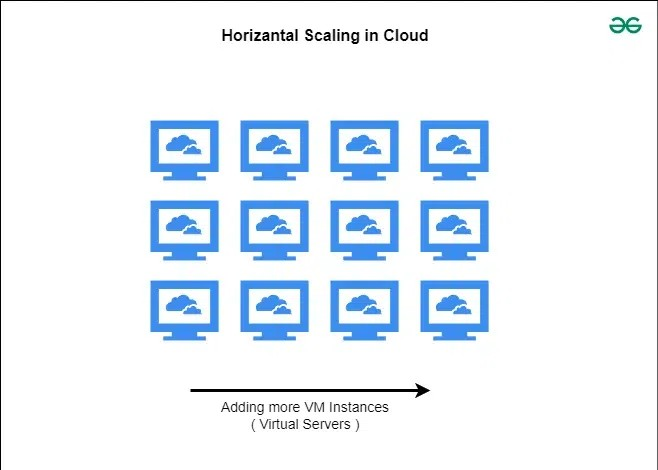 Horizantal Scaling in Cloud
Adding more VM Instances
( Virtual Servers )